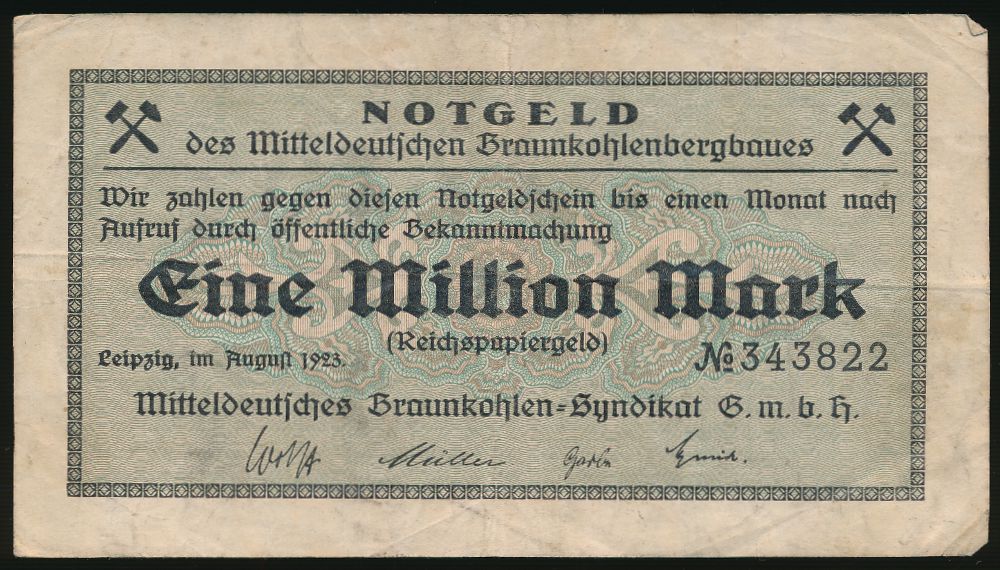 NOTGELD
des Mitteldeutschen Braunkohlenbergbaues
Wir zahlen gegen diesen Notgeldschein bis einen Monat nach
Aufruf durch öffentliche Bekanntmachung
Eine Million Mark
(Reichspapiergeld)
Leipzig, im August 1923.
№ 343822
Mitteldeutsches Braunkohlen=Syndikat G. m. b. H.
Müller